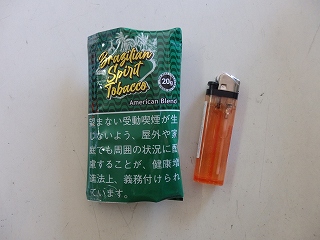 Brazilian
Spirit
Tobacco
20g
American Blend
望まない受動喫煙が生
じないよう、屋外や家
庭でも周囲の状況に配
慮することが、健康増
進法上、義務付けられ
ています。